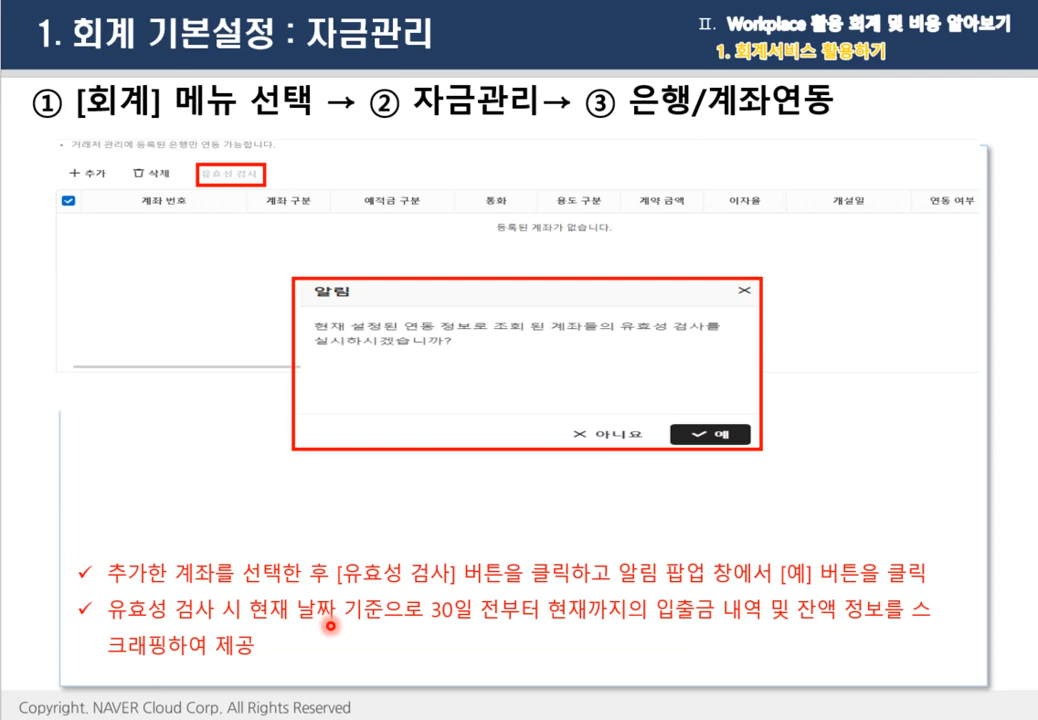 1. 회계 기본설정 : 자금관리
Ⅱ. Workplace 활용 회계 및 비용 알아보기
1. 회계서비스 활용하기
① [회계] 메뉴 선택 → ② 자금관리→ ③ 은행/계좌연동
• 거래처 관리에 등록된 은행만 연동 가능합니다.
+ 추가 삭제 유효성 검사
계좌 번호 계좌 구분 예적금 구분 통화 용도 구분 계약 금액 이자율 개설일 연동 여부
등록된 계좌가 없습니다.
알림 ×
현재 설정된 연동 정보로 조회 된 계좌들의 유효성 검사를
실시하시겠습니까?
× 아니요 ✓ 예
✓ 추가한 계좌를 선택한 후 [유효성 검사] 버튼을 클릭하고 알림 팝업 창에서 [예] 버튼을 클릭
✓ 유효성 검사 시 현재 날짜 기준으로 30일 전부터 현재까지의 입출금 내역 및 잔액 정보를 스
크래핑하여 제공
Copyright. NAVER Cloud Corp. All Rights Reserved